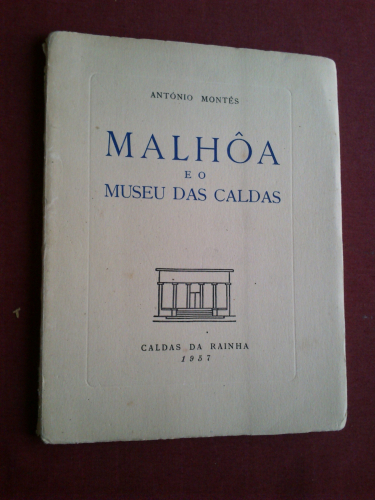 ANTÓNIO MONTÊS
MALHÔA
E O
MUSEU DAS CALDAS
CALDAS DA RAINHA
1957